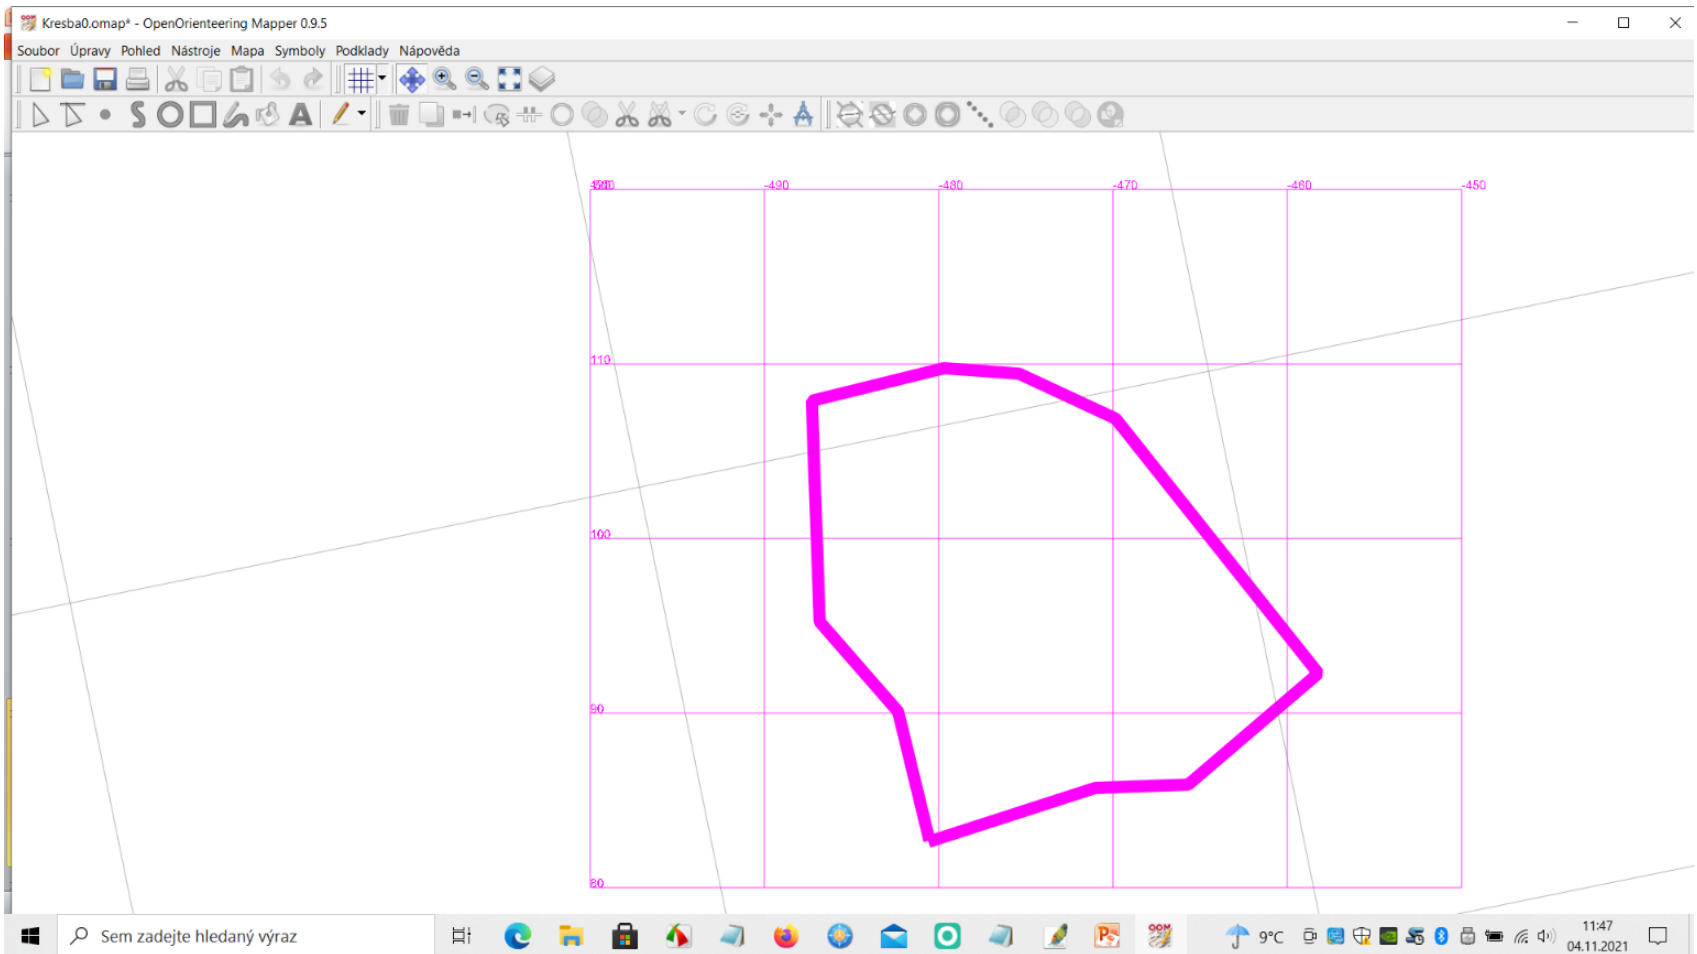 Kresba0.omap* - OpenOrienteering Mapper 0.9.5
Soubor Úpravy Pohled Nástroje Mapa Symboly Podklady Nápověda
-490 -480 -470 -460 -450
110
100
90
80
Sem zadejte hledaný výraz
9°C
11:47
04.11.2021